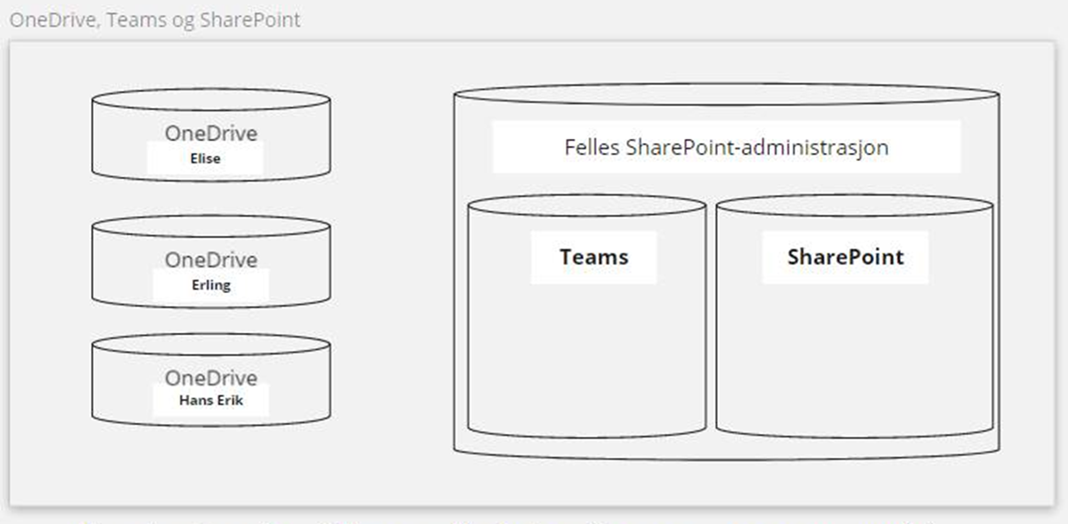 OneDrive, Teams og SharePoint
OneDrive
Elise
OneDrive
Erling
OneDrive
Hans Erik
Felles SharePoint-administrasjon
Teams
SharePoint